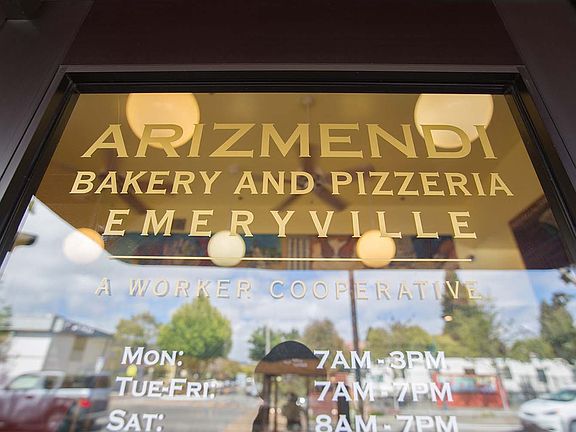 ARIZMENDI
BAKERY AND PIZZERIA
EMERYVILLE
A WORKER COOPERATIVE
MON: 7AM-3PM
TUE-FRI: 7AM-7PM
SAT: 8AM-7PM